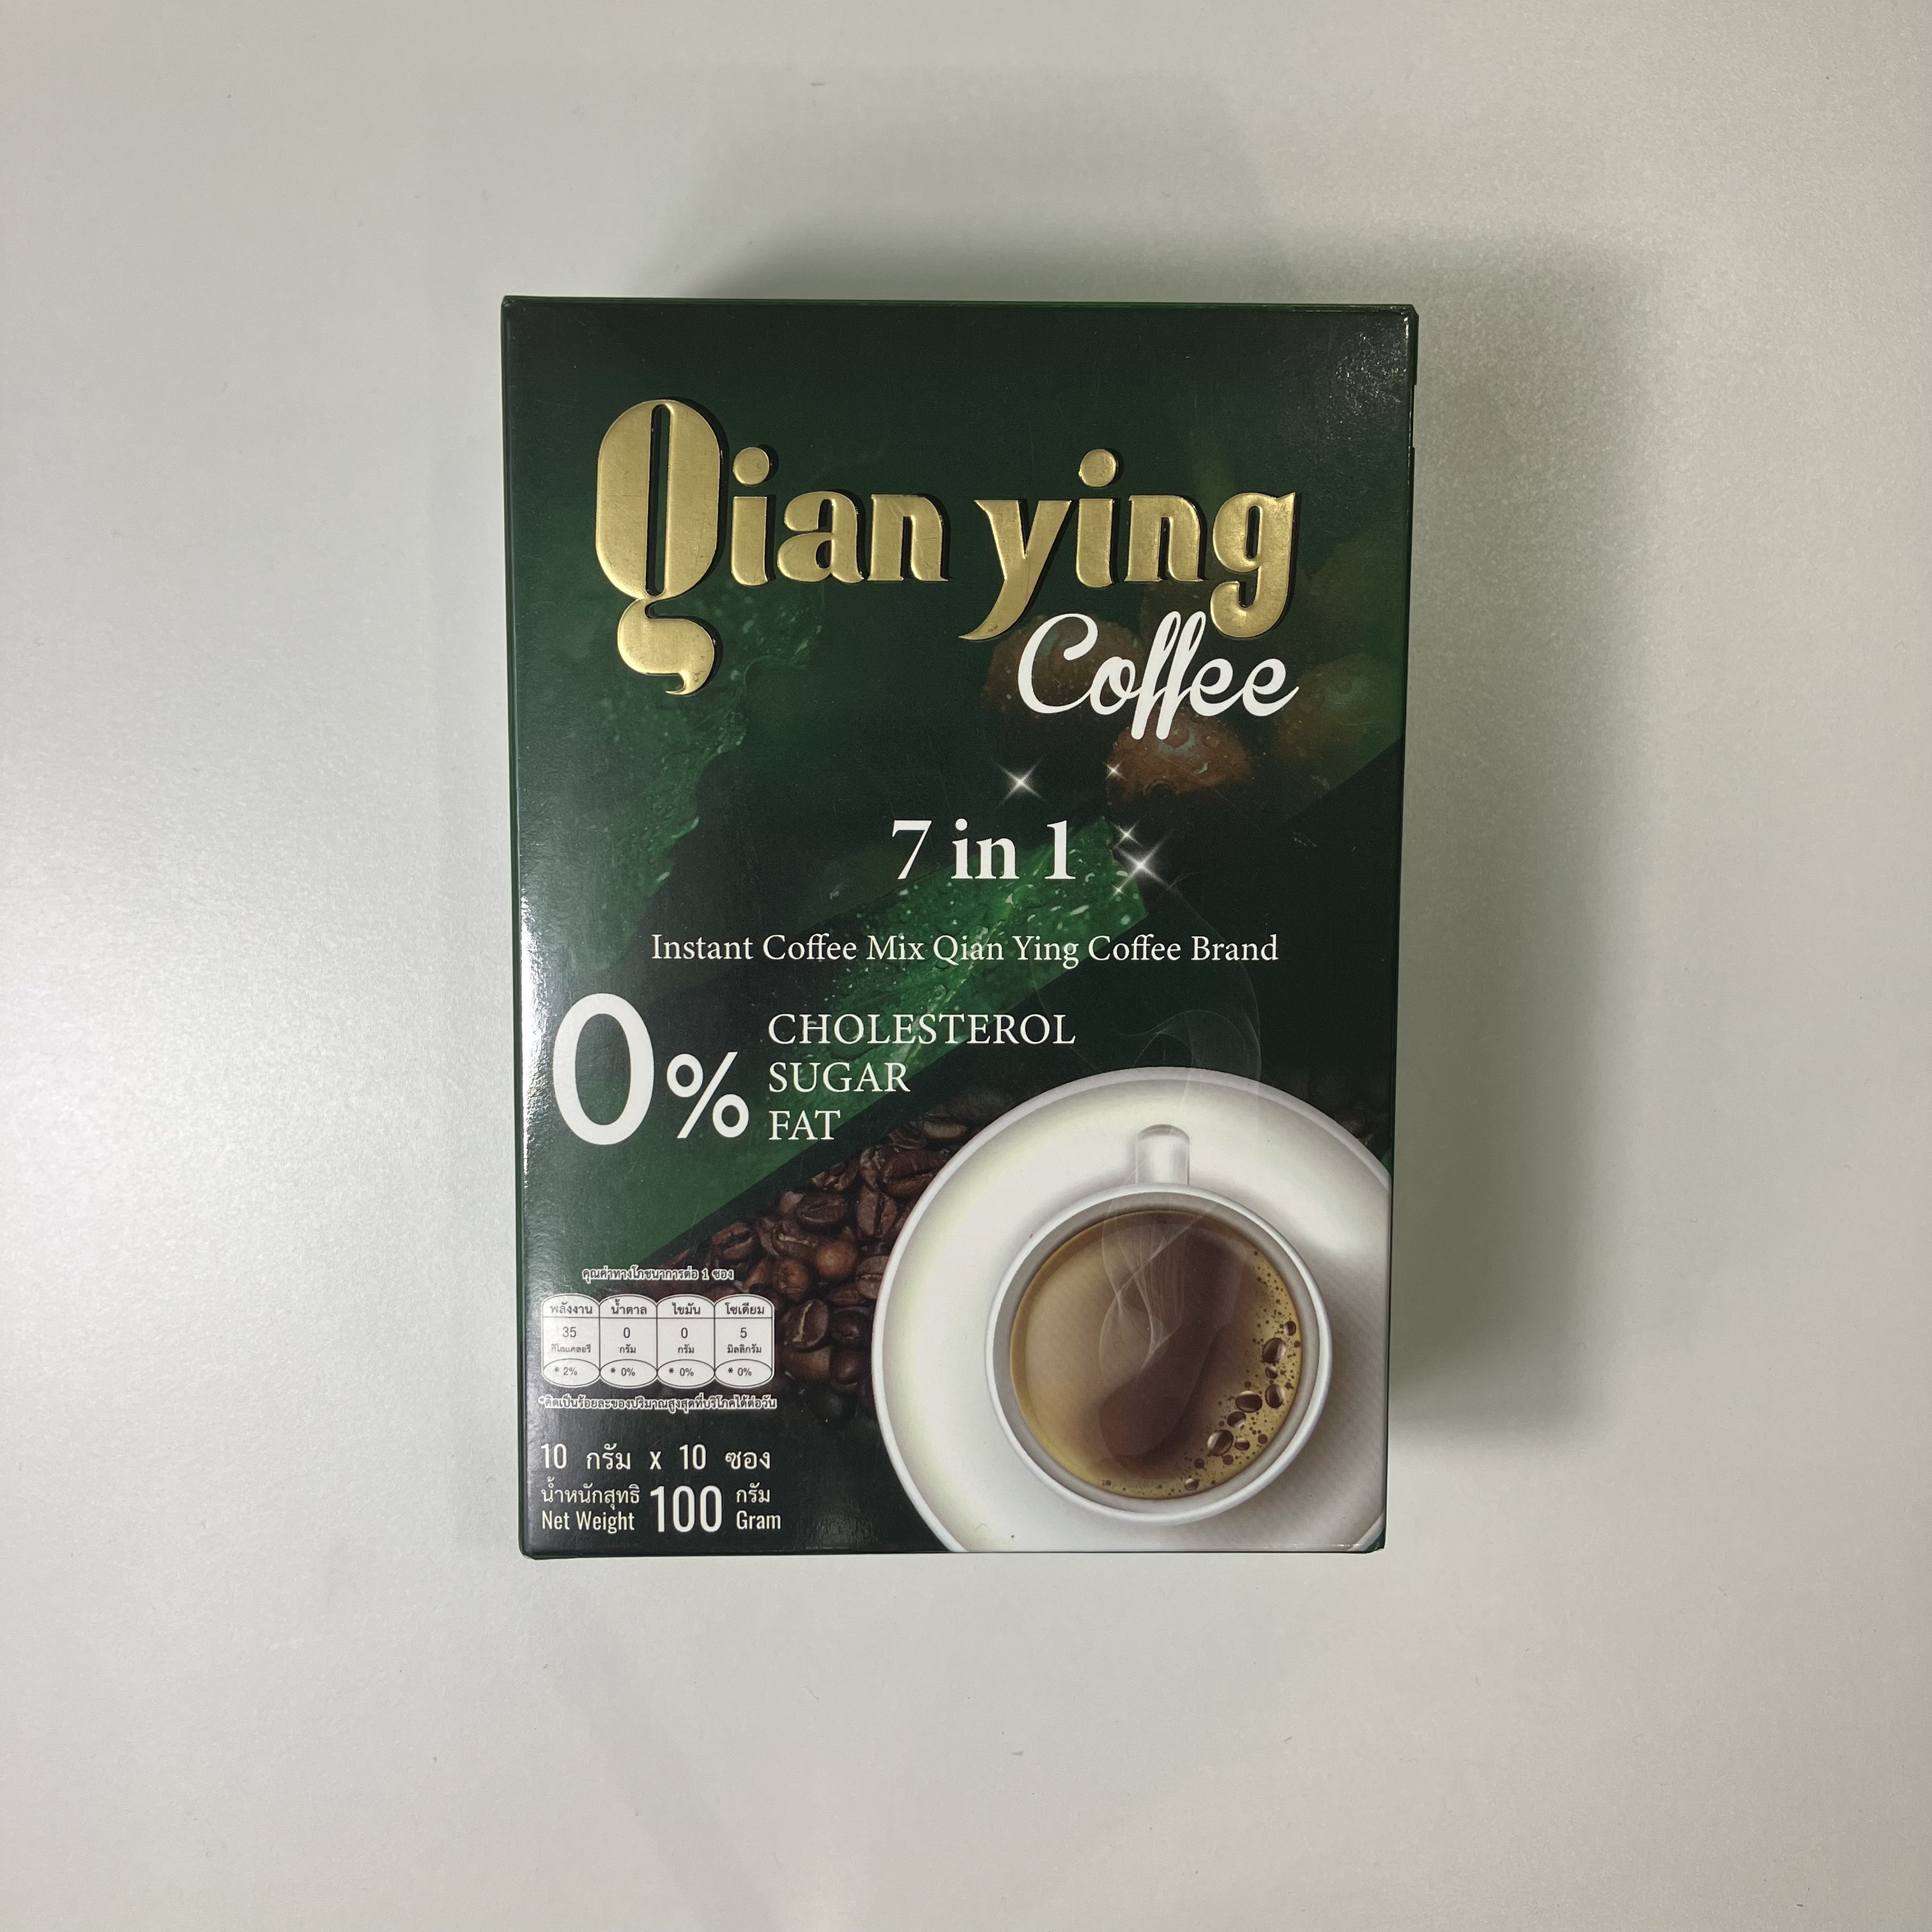 Qian ying
Coffee
7 in 1
Instant Coffee Mix Qian Ying Coffee Brand
0%
CHOLESTEROL
SUGAR
FAT
คุณค่าทางโภชนาการต่อ 1 ซอง
พลังงาน น้ำตาล ไขมัน โซเดียม
35 0 0 5
กิโลแคลอรี กรัม กรัม มิลลิกรัม
* 2% * 0% * 0% * 0%
*คิดเป็นร้อยละของปริมาณสูงสุดที่บริโภคได้ต่อวัน
10 กรัม x 10 ซอง
น้ำหนักสุทธิ 100 กรัม
Net Weight Gram